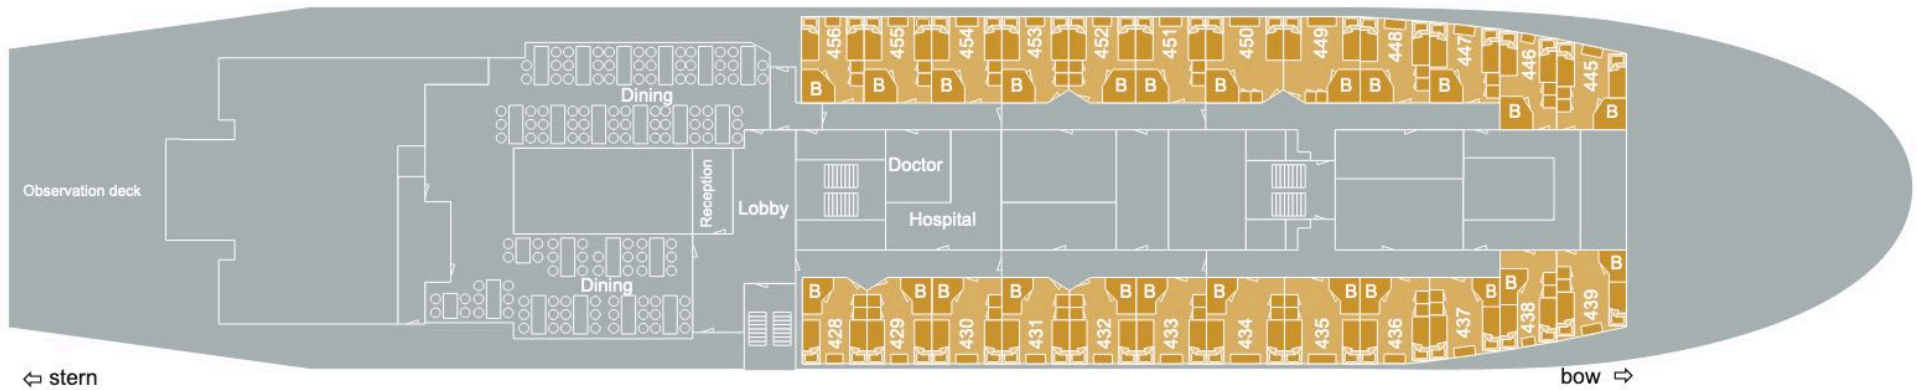 456 455 454 453 452 451 450 449 448 447 446 445
B B B B B B B B B B B
Dining
Observation deck
Reception
Lobby
Doctor
Hospital
Dining
B B B B B B B B B B B B
428 429 430 431 432 433 434 435 436 437 438 439
⇦ stern
bow ⇨